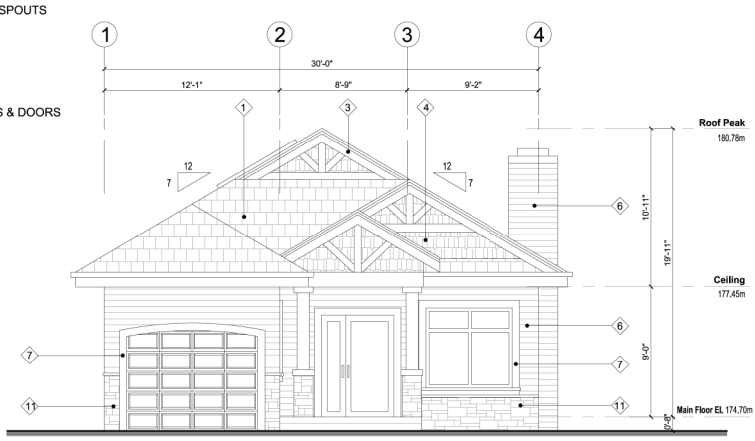 SPOUTS
1 2 3 4
30'-0"
12'-1" 8'-9" 9'-2"
S & DOORS
1 3 4
Roof Peak
180.78m
12
7
12
7
6
10'-11"
19'-11"
Ceiling
177.45m
6
7
7
9'-0"
11
11
Main Floor El. 174.70m
0'-8"